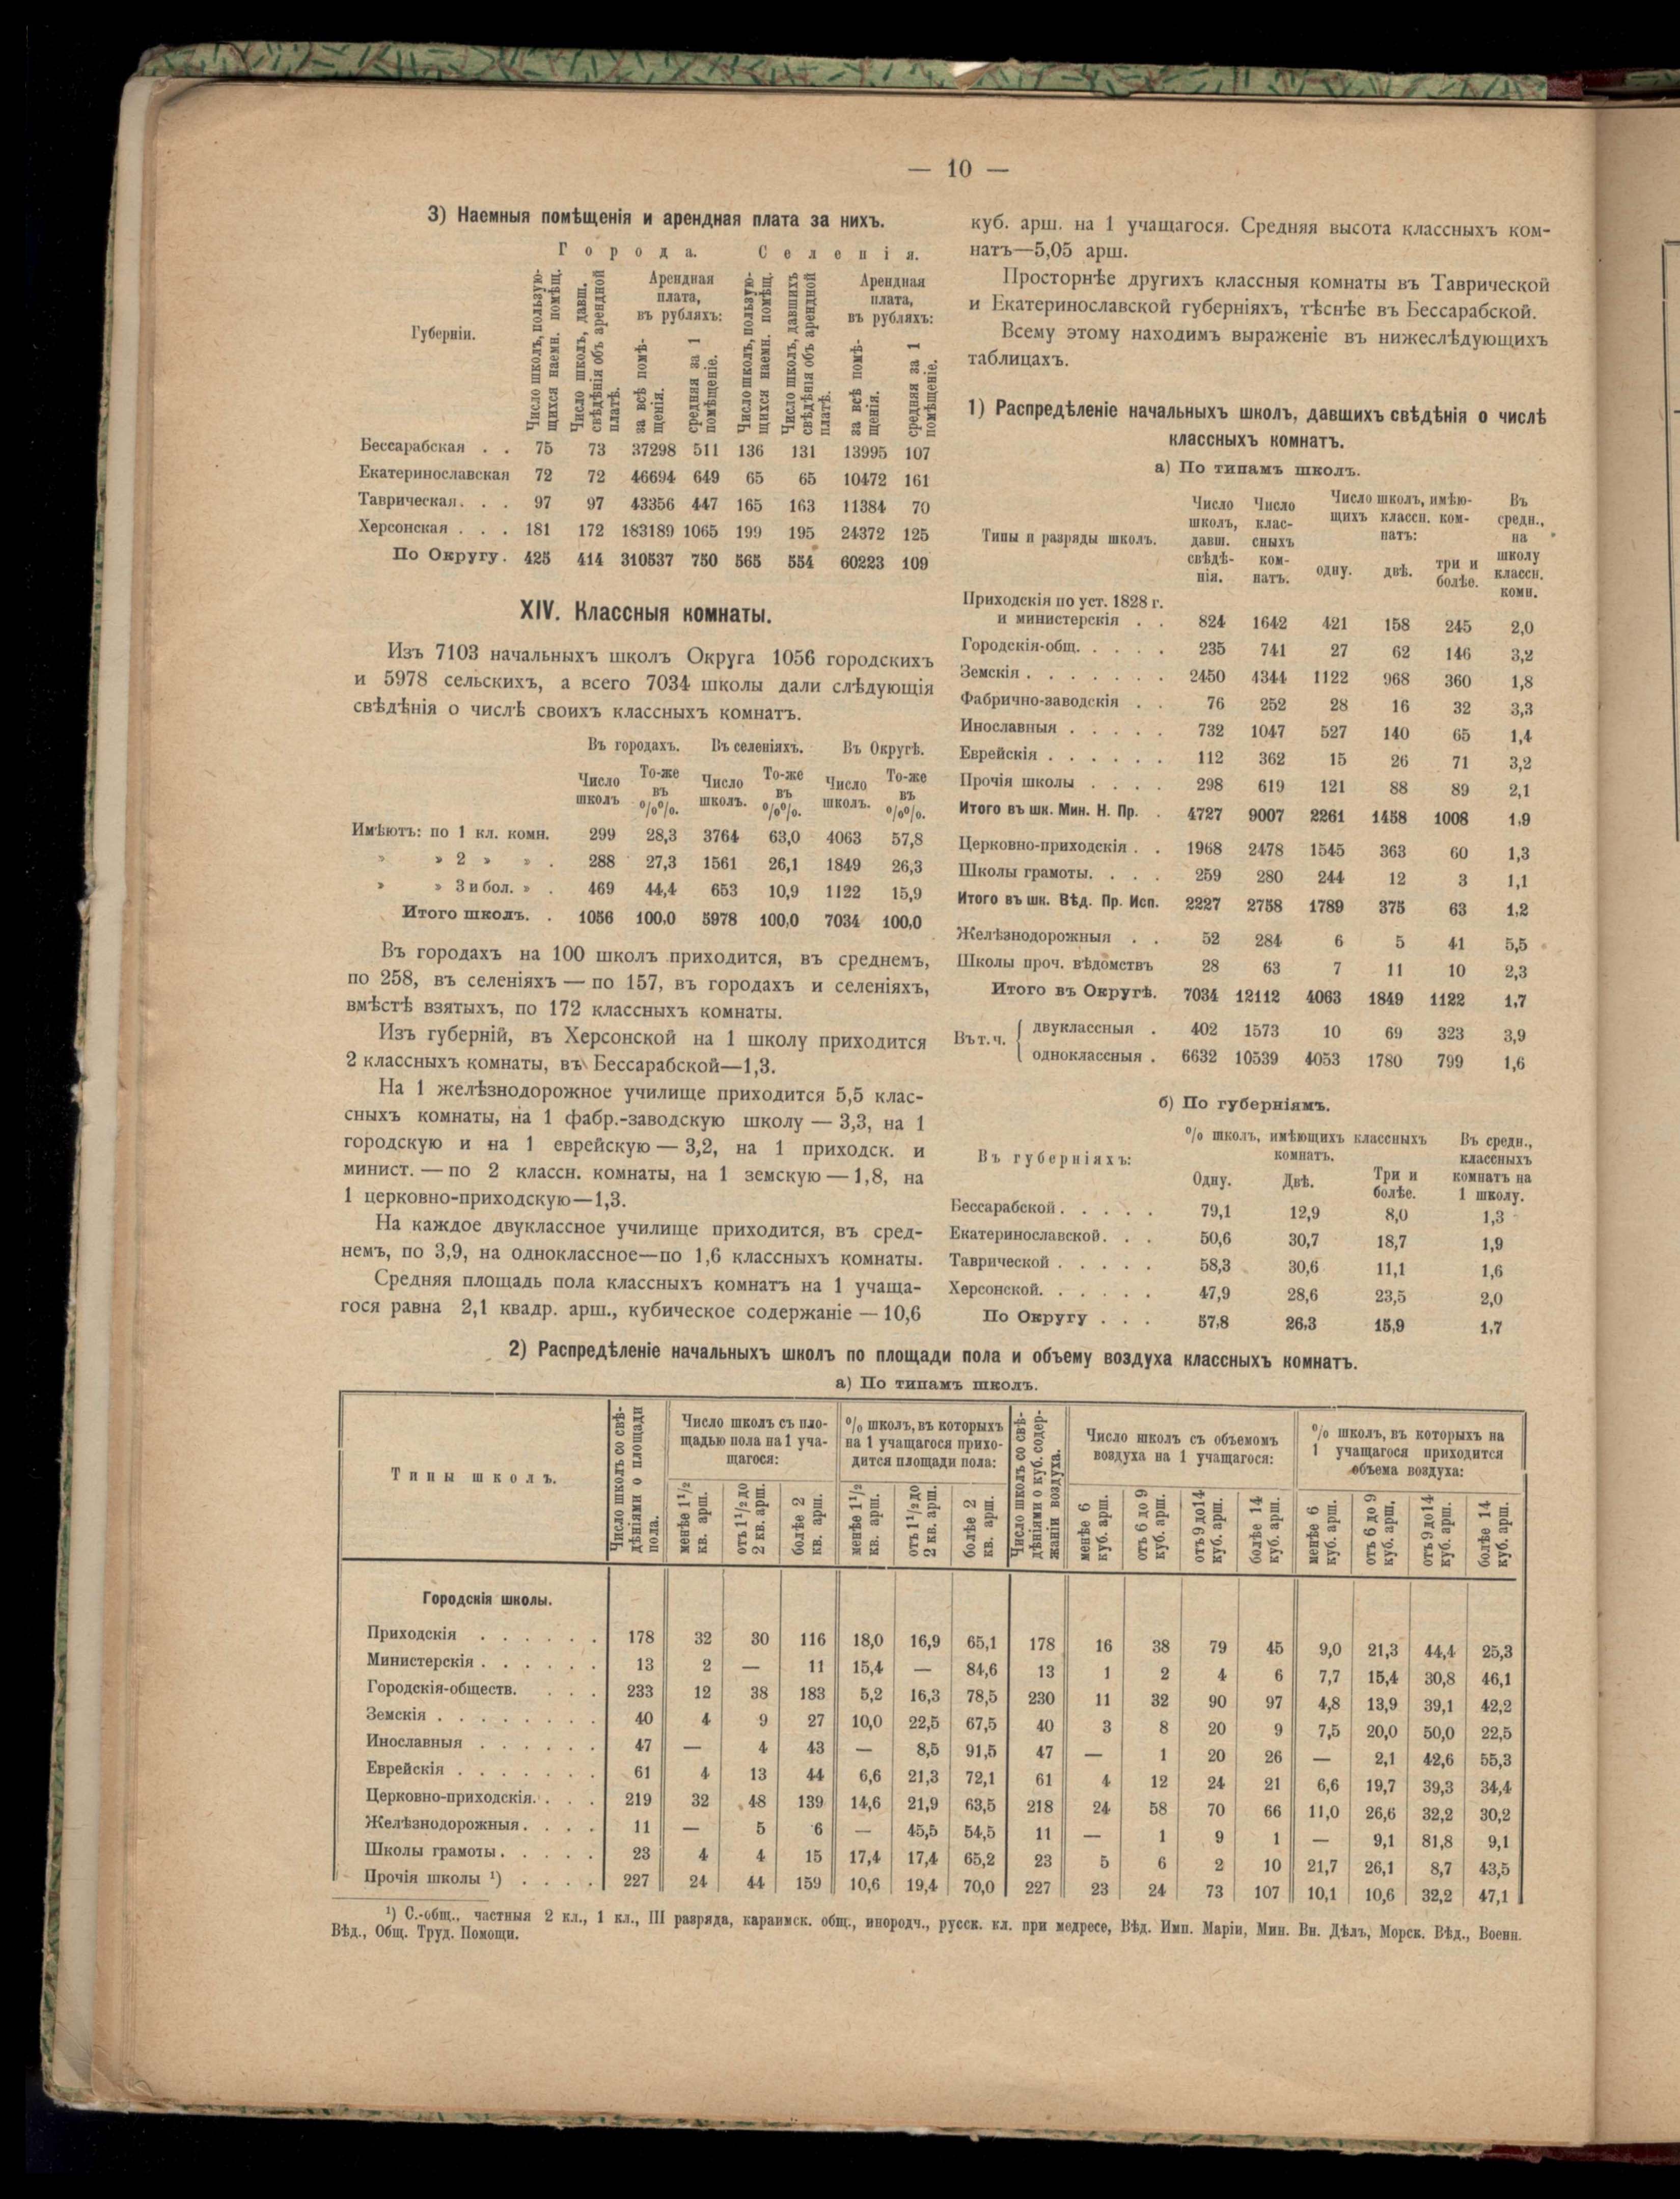 — 10 —
3) Наемныя помѣщенія и арендная плата за нихъ.
Города. Селенія.
Губерніи.
Число школъ, пользующихся наемн. помѣщ.
Число школъ, давш. свѣдѣнія объ арендной платѣ.
Арендная плата, въ рубляхъ:
за всѣ помѣщенія.
средняя за 1 помѣщеніе.
Число школъ, пользующихся наемн. помѣщ.
Число школъ, давшихъ свѣдѣнія объ арендной платѣ.
Арендная плата, въ рубляхъ:
за всѣ помѣщенія.
средняя за 1 помѣщеніе.
Бессарабская . . 75 73 37298 511 136 131 13995 107
Екатеринославская 72 72 46694 649 65 65 10472 161
Таврическая. . . 97 97 43356 447 165 163 11384 70
Херсонская . . . 181 172 183189 1065 199 195 24372 125
По Округу. 425 414 310537 750 565 554 60223 109
XIV. Классныя комнаты.
Изъ 7103 начальныхъ школъ Округа 1056 городскихъ
и 5978 сельскихъ, а всего 7034 школы дали слѣдующія
свѣдѣнія о числѣ своихъ классныхъ комнатъ.
Въ городахъ. Въ селеніяхъ. Въ Округѣ.
Число школъ То-же въ %%. Число школъ. То-же въ %%. Число школъ. То-же въ %%.
Имѣютъ: по 1 кл. комн. 299 28,3 3764 63,0 4063 57,8
» » 2 » » . 288 27,3 1561 26,1 1849 26,3
» » 3 и бол. » . 469 44,4 653 10,9 1122 15,9
Итого школъ. . 1056 100,0 5978 100,0 7034 100,0
Въ городахъ на 100 школъ приходится, въ среднемъ,
по 258, въ селеніяхъ — по 157, въ городахъ и селеніяхъ,
вмѣстѣ взятыхъ, по 172 классныхъ комнаты.
Изъ губерній, въ Херсонской на 1 школу приходится
2 классныхъ комнаты, въ Бессарабской—1,3.
На 1 желѣзнодорожное училище приходится 5,5 клас-
сныхъ комнаты, на 1 фабр.-заводскую школу — 3,3, на 1
городскую и на 1 еврейскую — 3,2, на 1 приходск. и
минист. — по 2 классн. комнаты, на 1 земскую — 1,8, на
1 церковно-приходскую—1,3.
На каждое двуклассное училище приходится, въ сред-
немъ, по 3,9, на одноклассное—по 1,6 классныхъ комнаты.
Средняя площадь пола классныхъ комнатъ на 1 учаща-
гося равна 2,1 квадр. арш., кубическое содержаніе — 10,6
куб. арш. на 1 учащагося. Средняя высота классныхъ ком-
натъ—5,05 арш.
Просторнѣе другихъ классныя комнаты въ Таврической
и Екатеринославской губерніяхъ, тѣснѣе въ Бессарабской.
Всему этому находимъ выраженіе въ нижеслѣдующихъ
таблицахъ.
1) Распредѣленіе начальныхъ школъ, давшихъ свѣдѣнія о числѣ
классныхъ комнатъ.
а) По типамъ школъ.
Типы и разряды школъ.
Число школъ, давш. свѣдѣ-нія.
Число клас-сныхъ ком-натъ.
Число школъ, имѣю-щихъ классн. ком-натъ:
одну. двѣ. три и болѣе.
Въ средн., на школу классн. комн.
Приходскія по уст. 1828 г.
и министерскія . . 824 1642 421 158 245 2,0
Городскія-общ. . . . . 235 741 27 62 146 3,2
Земскія . . . . . . . 2450 4344 1122 968 360 1,8
Фабрично-заводскія . . 76 252 28 16 32 3,3
Инославныя . . . . . 732 1047 527 140 65 1,4
Еврейскія . . . . . . 112 362 15 26 71 3,2
Прочія школы . . . . 298 619 121 88 89 2,1
Итого въ шк. Мин. Н. Пр. . 4727 9007 2261 1458 1008 1,9
Церковно-приходскія . . 1968 2478 1545 363 60 1,3
Школы грамоты. . . . 259 280 244 12 3 1,1
Итого въ шк. Вѣд. Пр. Исп. 2227 2758 1789 375 63 1,2
Желѣзнодорожныя . . 52 284 6 5 41 5,5
Школы проч. вѣдомствъ 28 63 7 11 10 2,3
Итого въ Округѣ. 7034 12112 4063 1849 1122 1,7
Въ т. ч. двуклассныя . 402 1573 10 69 323 3,9
одноклассныя . 6632 10539 4053 1780 799 1,6
б) По губерніямъ.
Въ губерніяхъ:
% школъ, имѣющихъ классныхъ комнатъ.
Одну. Двѣ. Три и болѣе.
Въ средн., классныхъ комнатъ на 1 школу.
Бессарабской . . . . . 79,1 12,9 8,0 1,3
Екатеринославской. . . 50,6 30,7 18,7 1,9
Таврической . . . . . 58,3 30,6 11,1 1,6
Херсонской. . . . . . 47,9 28,6 23,5 2,0
По Округу . . . 57,8 26,3 15,9 1,7
2) Распредѣленіе начальныхъ школъ по площади пола и объему воздуха классныхъ комнатъ.
а) По типамъ школъ.
Типы школъ.
Число школъ со свѣ-дѣніями о площади пола.
Число школъ съ пло-щадью пола на 1 уча-щагося:
менѣе 1½ кв. арш.
отъ 1½ до 2 кв. арш.
болѣе 2 кв. арш.
% школъ, въ которыхъ на 1 учащагося прихо-дится площади пола:
менѣе 1½ кв. арш.
отъ 1½ до 2 кв. арш.
болѣе 2 кв. арш.
Число школъ со свѣ-дѣніями о куб. содер-жаніи воздуха.
Число школъ съ объемомъ воздуха на 1 учащагося:
менѣе 6 куб. арш.
отъ 6 до 9 куб. арш.
отъ 9 до 14 куб. арш.
болѣе 14 куб. арш.
% школъ, въ которыхъ на 1 учащагося приходится объема воздуха:
менѣе 6 куб. арш.
отъ 6 до 9 куб. арш.
отъ 9 до 14 куб. арш.
болѣе 14 куб. арш.
Городскія школы.
Приходскія . . . . . . 178 32 30 116 18,0 16,9 65,1 178 16 38 79 45 9,0 21,3 44,4 25,3
Министерскія . . . . . . 13 2 — 11 15,4 — 84,6 13 1 2 4 6 7,7 15,4 30,8 46,1
Городскія-обществ. . . . 233 12 38 183 5,2 16,3 78,5 230 11 32 90 97 4,8 13,9 39,1 42,2
Земскія . . . . . . . . 40 4 9 27 10,0 22,5 67,5 40 3 8 20 9 7,5 20,0 50,0 22,5
Инославныя . . . . . . 47 — 4 43 — 8,5 91,5 47 — 1 20 26 — 2,1 42,6 55,3
Еврейскія . . . . . . . 61 4 13 44 6,6 21,3 72,1 61 4 12 24 21 6,6 19,7 39,3 34,4
Церковно-приходскія. . . . 219 32 48 139 14,6 21,9 63,5 218 24 58 70 66 11,0 26,6 32,2 30,2
Желѣзнодорожныя . . . . 11 — 5 6 — 45,5 54,5 11 — 1 9 1 — 9,1 81,8 9,1
Школы грамоты . . . . . 23 4 4 15 17,4 17,4 65,2 23 5 6 2 10 21,7 26,1 8,7 43,5
Прочія школы ¹) . . . . 227 24 44 159 10,6 19,4 70,0 227 23 24 73 107 10,1 10,6 32,2 47,1
¹) С.-общ., частныя 2 кл., 1 кл., III разряда, караимск. общ., инородч., русск. кл. при медресе, Вѣд. Имп. Маріи, Мин. Вн. Дѣлъ, Морск. Вѣд., Военн.
Вѣд., Общ. Труд. Помощи.